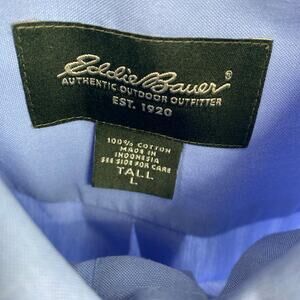 Eddie Bauer®
AUTHENTIC OUTDOOR OUTFITTER
EST. 1920
100% COTTON
MADE IN
INDONESIA
SEE SIDE FOR CARE
TALL
L